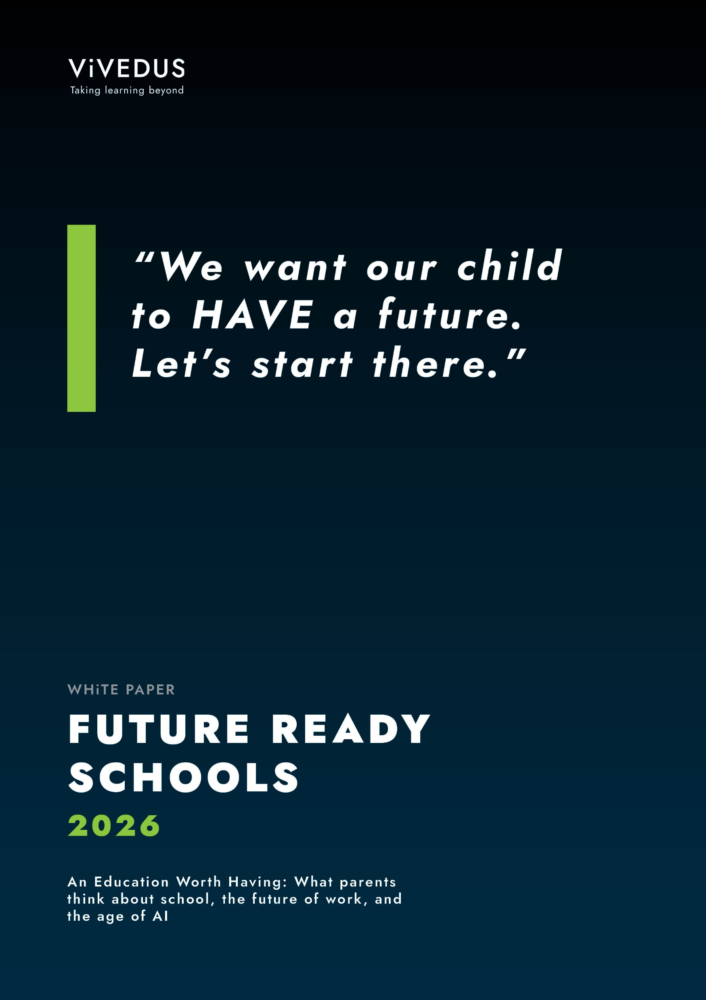 ViVEDUS
Taking learning beyond
“We want our child
to HAVE a future.
Let’s start there.”
WHiTE PAPER
FUTURE READY
SCHOOLS
2026
An Education Worth Having: What parents
think about school, the future of work, and
the age of AI